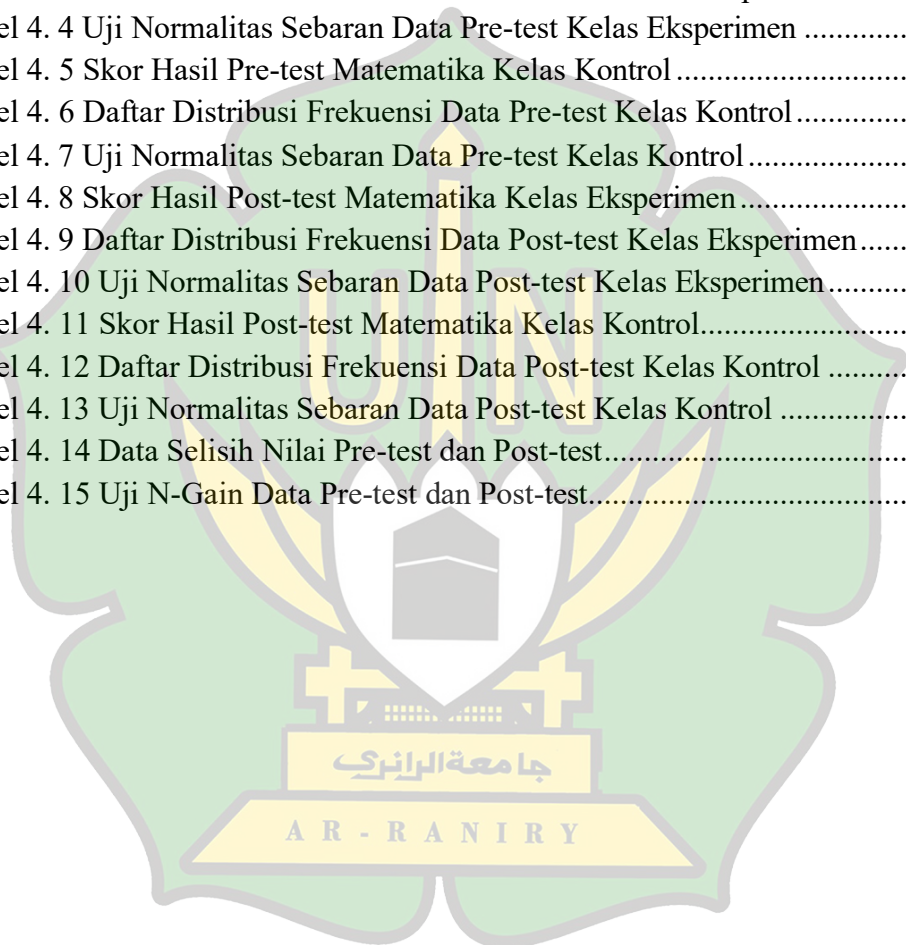 el 4. 4 Uji Normalitas Sebaran Data Pre-test Kelas Eksperimen .............
el 4. 5 Skor Hasil Pre-test Matematika Kelas Kontrol ..............................
el 4. 6 Daftar Distribusi Frekuensi Data Pre-test Kelas Kontrol ..............
el 4. 7 Uji Normalitas Sebaran Data Pre-test Kelas Kontrol ....................
el 4. 8 Skor Hasil Post-test Matematika Kelas Eksperimen .....................
el 4. 9 Daftar Distribusi Frekuensi Data Post-test Kelas Eksperimen ......
el 4. 10 Uji Normalitas Sebaran Data Post-test Kelas Eksperimen ..........
el 4. 11 Skor Hasil Post-test Matematika Kelas Kontrol...........................
el 4. 12 Daftar Distribusi Frekuensi Data Post-test Kelas Kontrol ..........
el 4. 13 Uji Normalitas Sebaran Data Post-test Kelas Kontrol ................
el 4. 14 Data Selisih Nilai Pre-test dan Post-test.......................................
el 4. 15 Uji N-Gain Data Pre-test dan Post-test.........................................
UIN
جامعةالرانري
AR-RANIRY